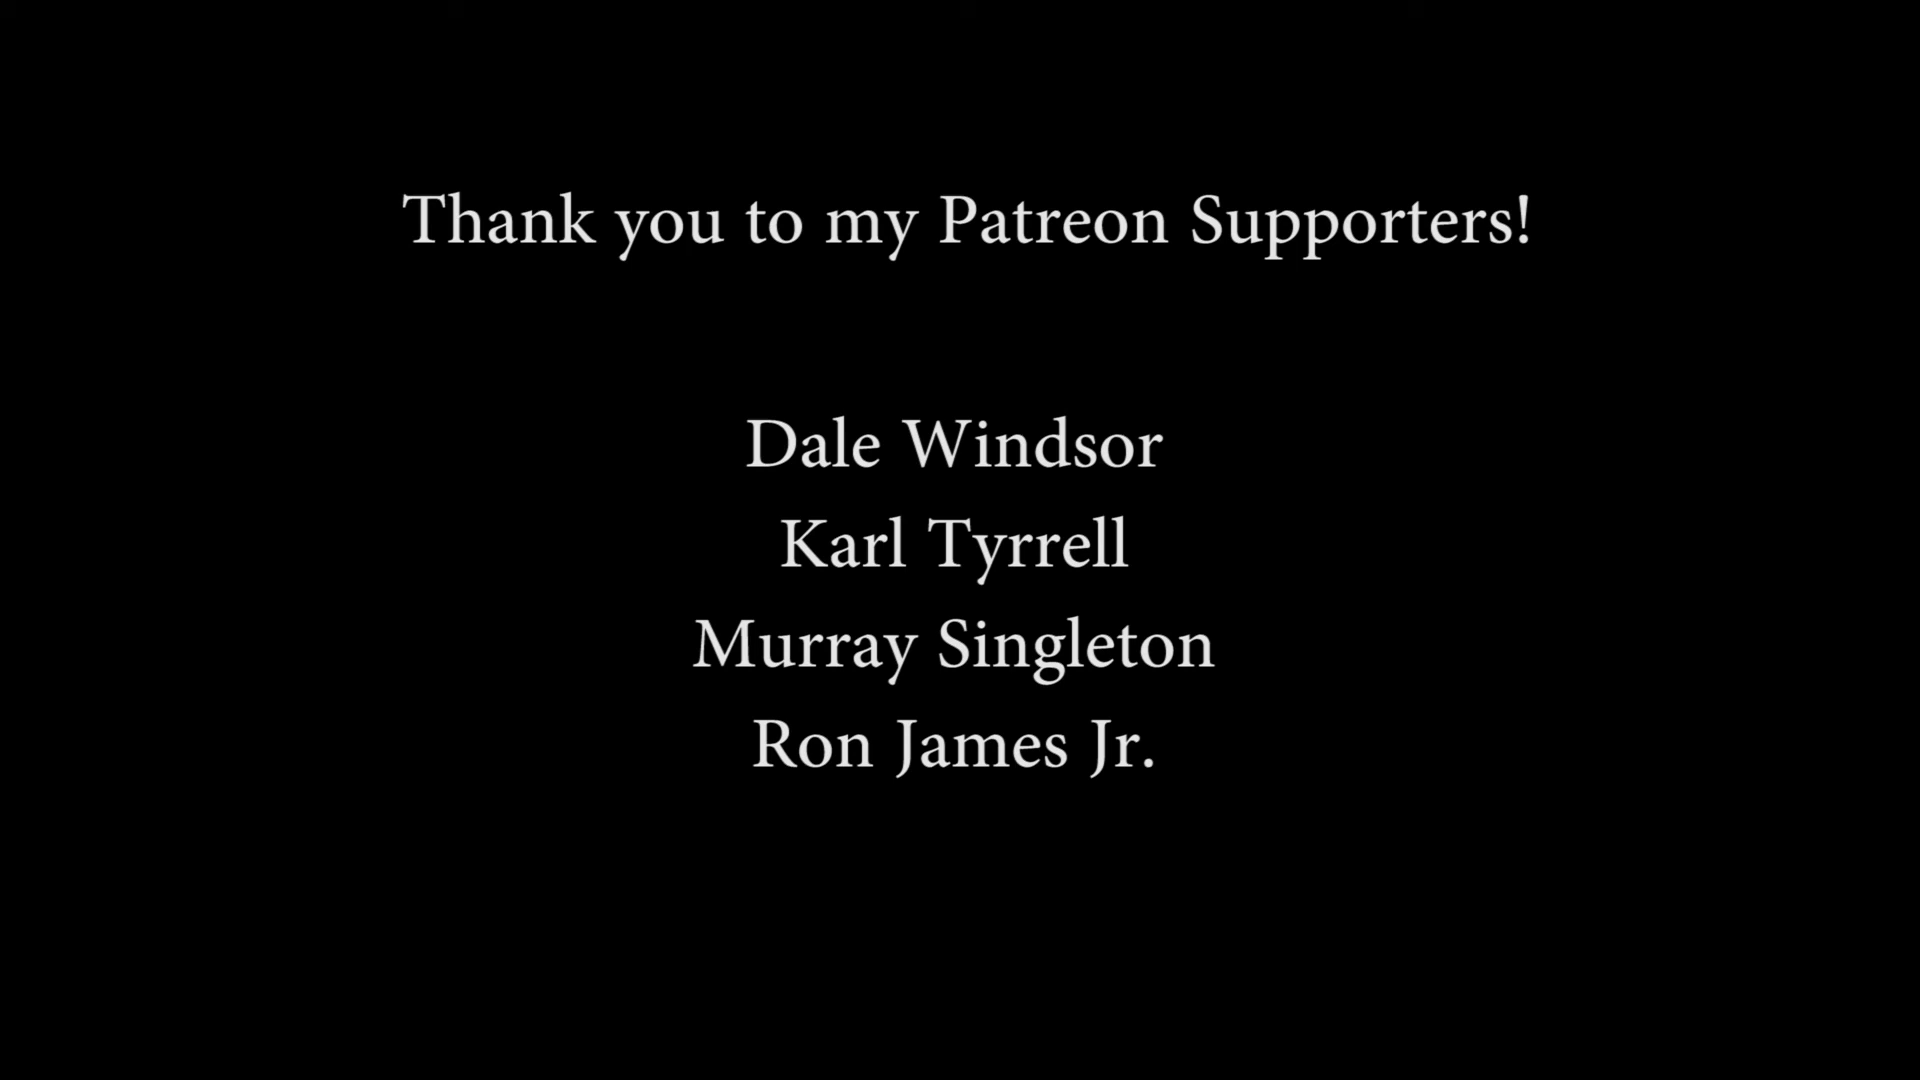 Thank you to my Patreon Supporters!
Dale Windsor
Karl Tyrrell
Murray Singleton
Ron James Jr.